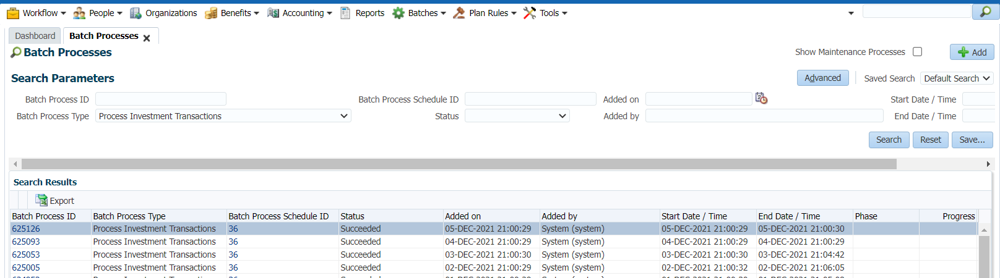 Workflow People Organizations Benefits Accounting Reports Batches Plan Rules Tools
Dashboard Batch Processes
Batch Processes Show Maintenance Processes Add
Search Parameters Advanced Saved Search Default Search
Batch Process ID Batch Process Schedule ID Added on Start Date / Time
Batch Process Type Process Investment Transactions Status Added by End Date / Time
Search Reset Save...
Search Results
Export
Batch Process ID Batch Process Type Batch Process Schedule ID Status Added on Added by Start Date / Time End Date / Time Phase Progress
625126 Process Investment Transactions 36 Succeeded 05-DEC-2021 21:00:29 System (system) 05-DEC-2021 21:00:29 05-DEC-2021 21:00:30
625093 Process Investment Transactions 36 Succeeded 04-DEC-2021 21:00:29 System (system) 04-DEC-2021 21:00:29 04-DEC-2021 21:00:29
625053 Process Investment Transactions 36 Succeeded 03-DEC-2021 21:00:30 System (system) 03-DEC-2021 21:00:30 03-DEC-2021 21:04:42
625005 Process Investment Transactions 36 Succeeded 02-DEC-2021 21:00:29 System (system) 02-DEC-2021 21:00:32 02-DEC-2021 21:06:05